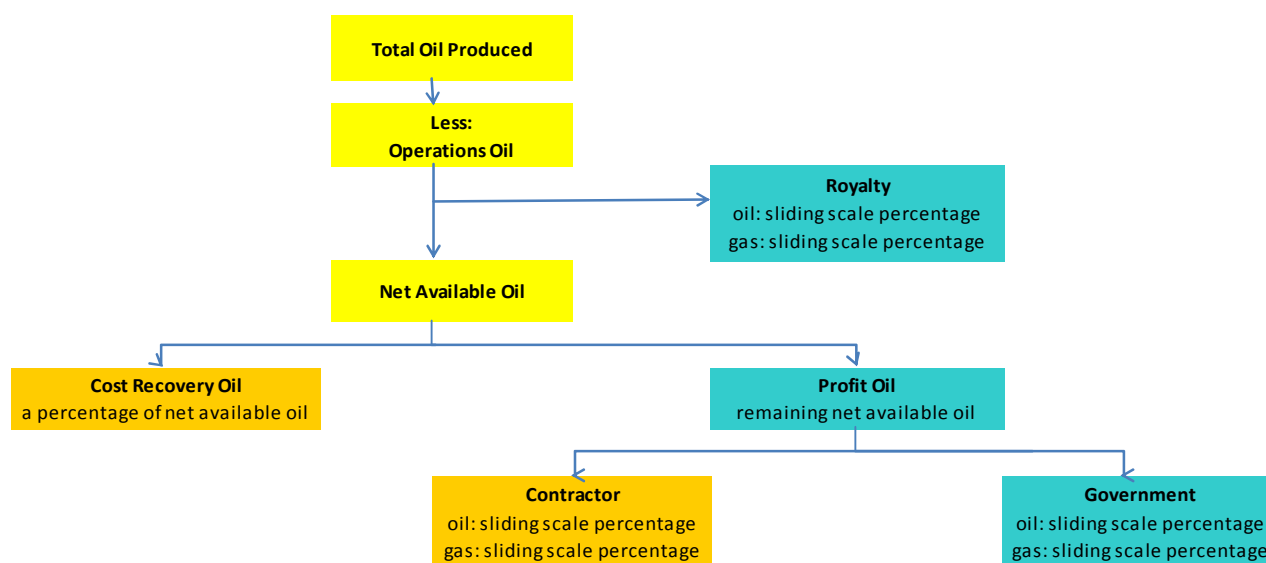 Total Oil Produced
Less:
Operations Oil
Royalty
oil: sliding scale percentage
gas: sliding scale percentage
Net Available Oil
Cost Recovery Oil
a percentage of net available oil
Profit Oil
remaining net available oil
Contractor
oil: sliding scale percentage
gas: sliding scale percentage
Government
oil: sliding scale percentage
gas: sliding scale percentage